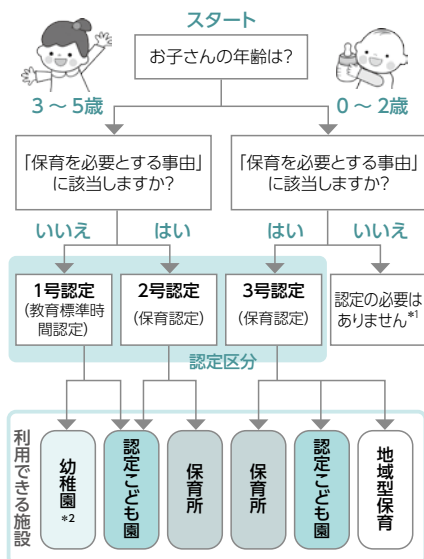 スタート
お子さんの年齢は?
3～5歳
0～2歳
「保育を必要とする事由」
に該当しますか?
「保育を必要とする事由」
に該当しますか?
いいえ
はい
はい
いいえ
1号認定
(教育標準時
間認定)
2号認定
(保育認定)
3号認定
(保育認定)
認定の必要は
ありません*1
認定区分
利用できる施設
幼稚園
*2
認定こども園
保育所
保育所
認定こども園
地域型保育